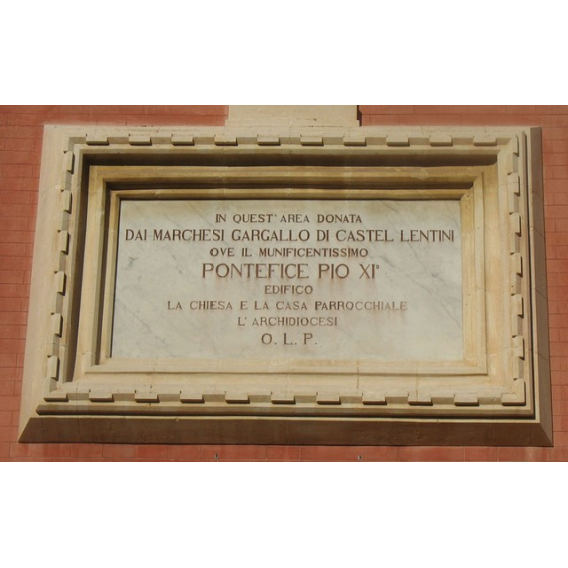 IN QUEST' AREA DONATA
DAI MARCHESI GARGALLO DI CASTEL LENTINI
OVE IL MUNIFICENTISSIMO
PONTEFICE PIO XI°
EDIFICO
LA CHIESA E LA CASA PARROCCHIALE
L' ARCHIDIOCESI
O. L. P.